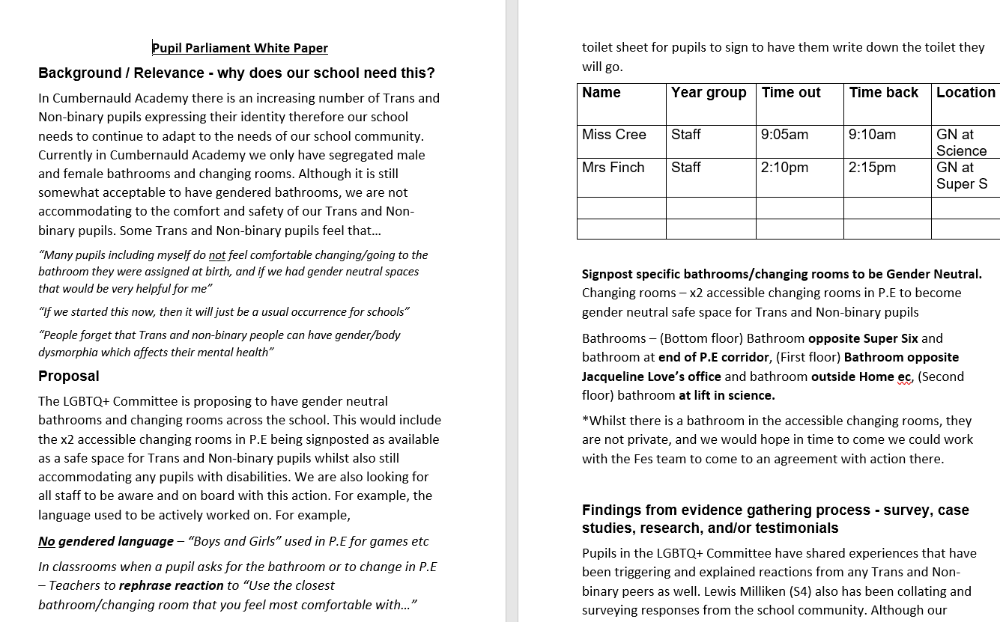 Pupil Parliament White Paper
Background / Relevance - why does our school need this?
In Cumbernauld Academy there is an increasing number of Trans and
Non-binary pupils expressing their identity therefore our school
needs to continue to adapt to the needs of our school community.
Currently in Cumbernauld Academy we only have segregated male
and female bathrooms and changing rooms. Although it is still
somewhat acceptable to have gendered bathrooms, we are not
accommodating to the comfort and safety of our Trans and Non-
binary pupils. Some Trans and Non-binary pupils feel that…
“Many pupils including myself do not feel comfortable changing/going to the
bathroom they were assigned at birth, and if we had gender neutral spaces
that would be very helpful for me”
“If we started this now, then it will just be a usual occurrence for schools”
“People forget that Trans and non-binary people can have gender/body
dysmorphia which affects their mental health”
Proposal
The LGBTQ+ Committee is proposing to have gender neutral
bathrooms and changing rooms across the school. This would include
the x2 accessible changing rooms in P.E being signposted as available
as a safe space for Trans and Non-binary pupils whilst also still
accommodating any pupils with disabilities. We are also looking for
all staff to be aware and on board with this action. For example, the
language used to be actively worked on. For example,
No gendered language – “Boys and Girls” used in P.E for games etc
In classrooms when a pupil asks for the bathroom or to change in P.E
– Teachers to rephrase reaction to “Use the closest
bathroom/changing room that you feel most comfortable with…”
toilet sheet for pupils to sign to have them write down the toilet they
will go.
Name Year group Time out Time back Location
Miss Cree Staff 9:05am 9:10am GN at
Science
Mrs Finch Staff 2:10pm 2:15pm GN at
Super S
Signpost specific bathrooms/changing rooms to be Gender Neutral.
Changing rooms – x2 accessible changing rooms in P.E to become
gender neutral safe space for Trans and Non-binary pupils
Bathrooms – (Bottom floor) Bathroom opposite Super Six and
bathroom at end of P.E corridor, (First floor) Bathroom opposite
Jacqueline Love’s office and bathroom outside Home ec, (Second
floor) bathroom at lift in science.
*Whilst there is a bathroom in the accessible changing rooms, they
are not private, and we would hope in time to come we could work
with the Fes team to come to an agreement with action there.
Findings from evidence gathering process - survey, case
studies, research, and/or testimonials
Pupils in the LGBTQ+ Committee have shared experiences that have
been triggering and explained reactions from any Trans and Non-
binary peers as well. Lewis Milliken (S4) also has been collating and
surveying responses from the school community. Although our